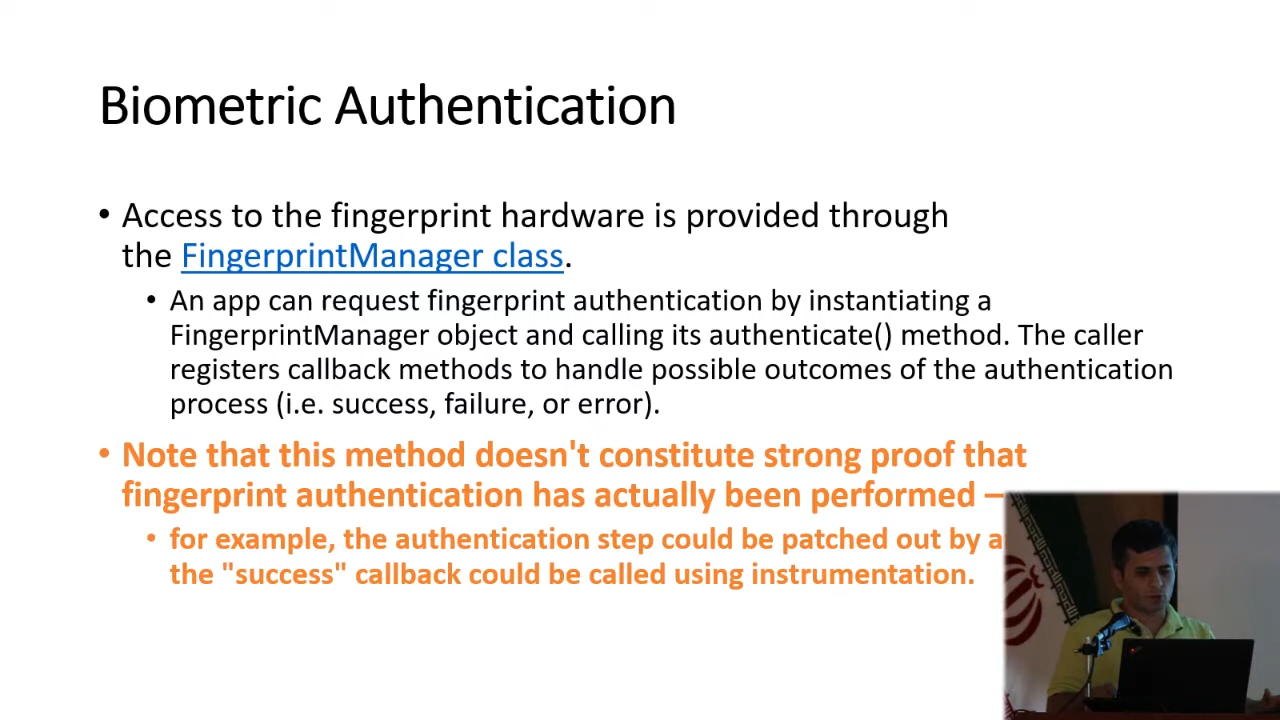 Biometric Authentication
• Access to the fingerprint hardware is provided through
the FingerprintManager class.
• An app can request fingerprint authentication by instantiating a
FingerprintManager object and calling its authenticate() method. The caller
registers callback methods to handle possible outcomes of the authentication
process (i.e. success, failure, or error).
• Note that this method doesn't constitute strong proof that
fingerprint authentication has actually been performed –
• for example, the authentication step could be patched out by
the "success" callback could be called using instrumentation.